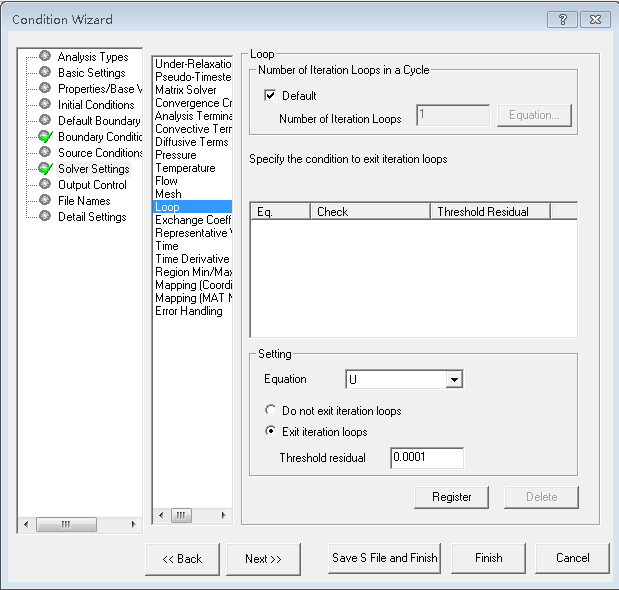 Condition Wizard
Analysis Types
Basic Settings
Properties/Base V
Initial Conditions
Default Boundary
Boundary Conditio
Source Conditions
Solver Settings
Output Control
File Names
Detail Settings
Under-Relaxatio
Pseudo-Timeste
Matrix Solver
Convergence Cr
Analysis Termina
Convective Term
Diffusive Terms
Pressure
Temperature
Flow
Mesh
Loop
Exchange Coeff
Representative V
Time
Time Derivative
Region Min/Max
Mapping (Coordi
Mapping (MAT N
Error Handling
Loop
Number of Iteration Loops in a Cycle
Default
Number of Iteration Loops 1 Equation...
Specify the condition to exit iteration loops
Eq. Check Threshold Residual
Setting
Equation U
Do not exit iteration loops
Exit iteration loops
Threshold residual 0.0001
Register Delete
<< Back Next >> Save S File and Finish Finish Cancel